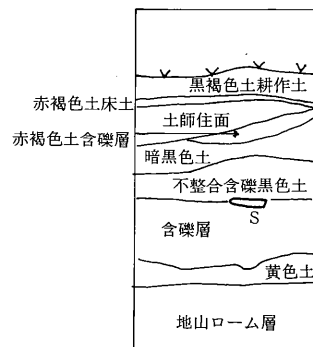 黒褐色土耕作土
赤褐色土床土
土師住面
赤褐色土含礫層
暗黒色土
不整合含礫黒色土
S
含礫層
黄色土
地山ローム層